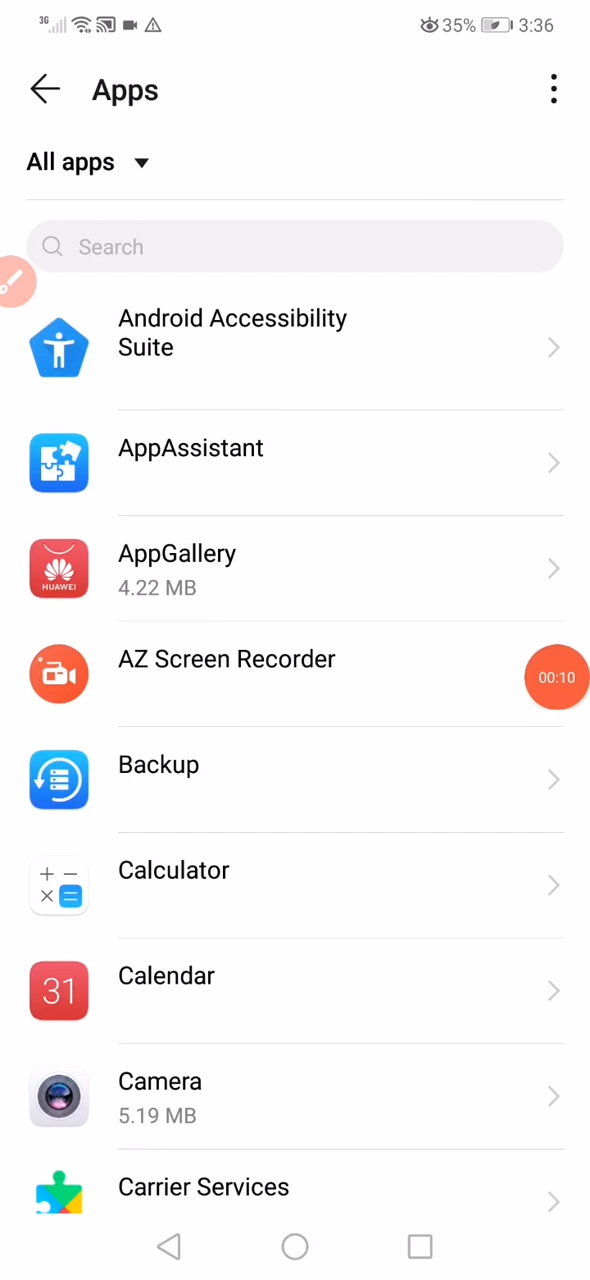 3G 35% 3:36
Apps
All apps
Search
Android Accessibility
Suite
AppAssistant
AppGallery
HUAWEI
4.22 MB
AZ Screen Recorder
00:10
Backup
Calculator
31
Calendar
Camera
5.19 MB
Carrier Services